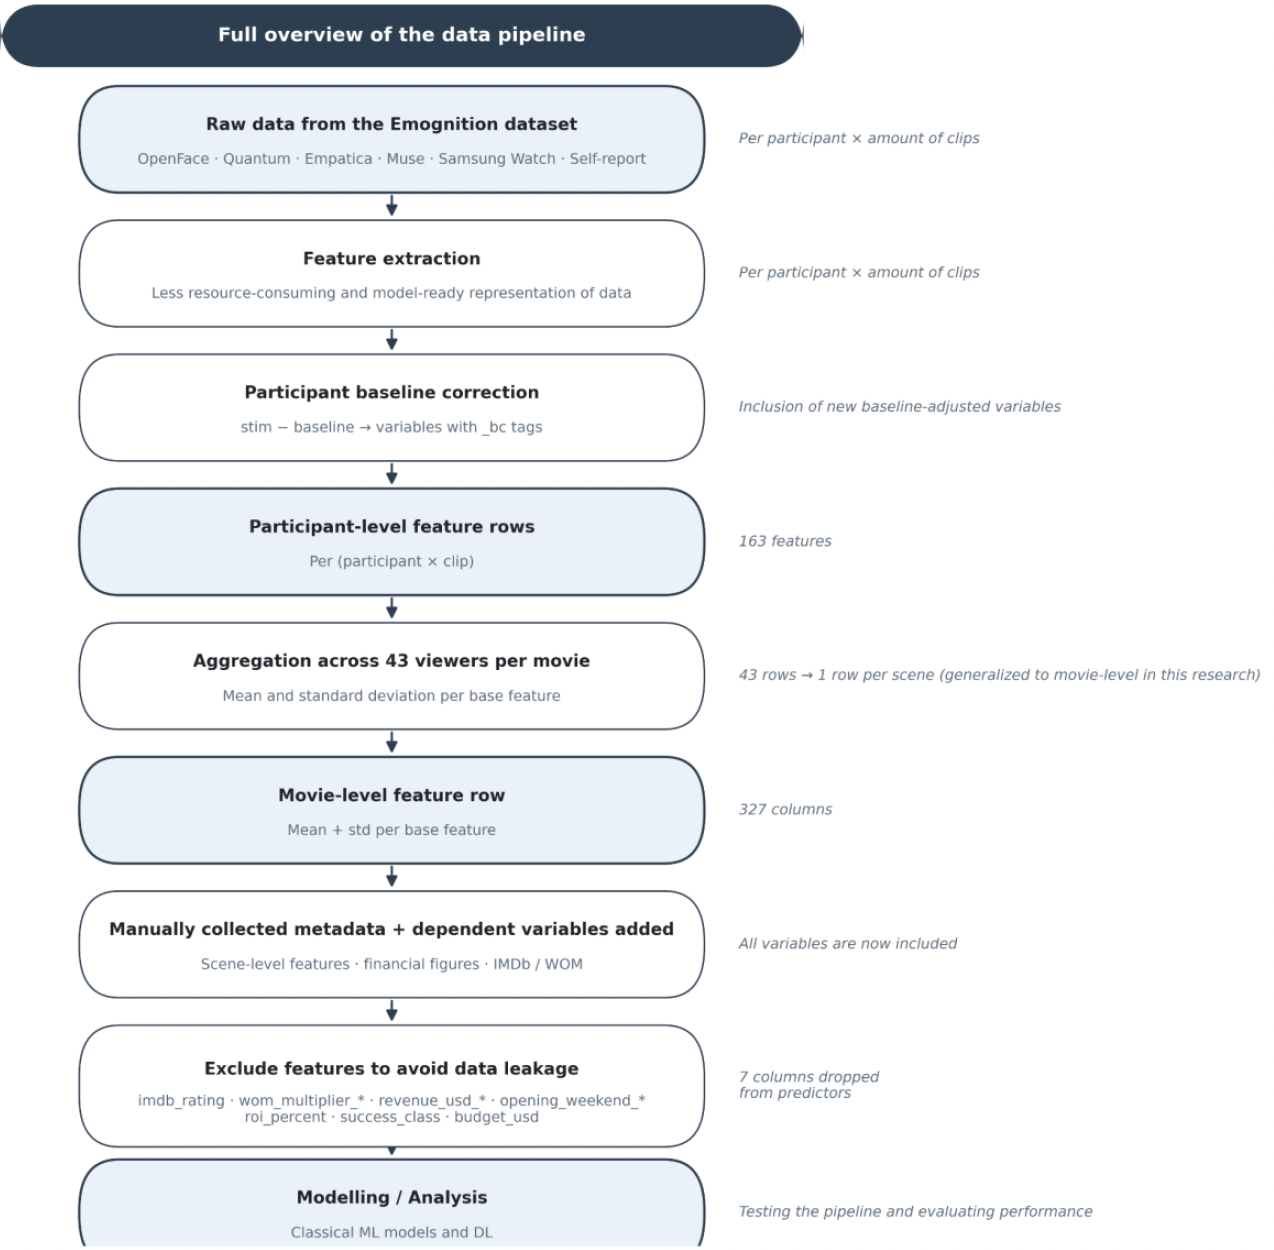 Full overview of the data pipeline
Raw data from the Emognition dataset
OpenFace · Quantum · Empatica · Muse · Samsung Watch · Self-report
Per participant × amount of clips
Feature extraction
Less resource-consuming and model-ready representation of data
Per participant × amount of clips
Participant baseline correction
stim − baseline → variables with _bc tags
Inclusion of new baseline-adjusted variables
Participant-level feature rows
Per (participant × clip)
163 features
Aggregation across 43 viewers per movie
Mean and standard deviation per base feature
43 rows → 1 row per scene (generalized to movie-level in this research)
Movie-level feature row
Mean + std per base feature
327 columns
Manually collected metadata + dependent variables added
Scene-level features · financial figures · IMDb / WOM
All variables are now included
Exclude features to avoid data leakage
imdb_rating · wom_multiplier_* · revenue_usd_* · opening_weekend_*
roi_percent · success_class · budget_usd
7 columns dropped
from predictors
Modelling / Analysis
Classical ML models and DL
Testing the pipeline and evaluating performance